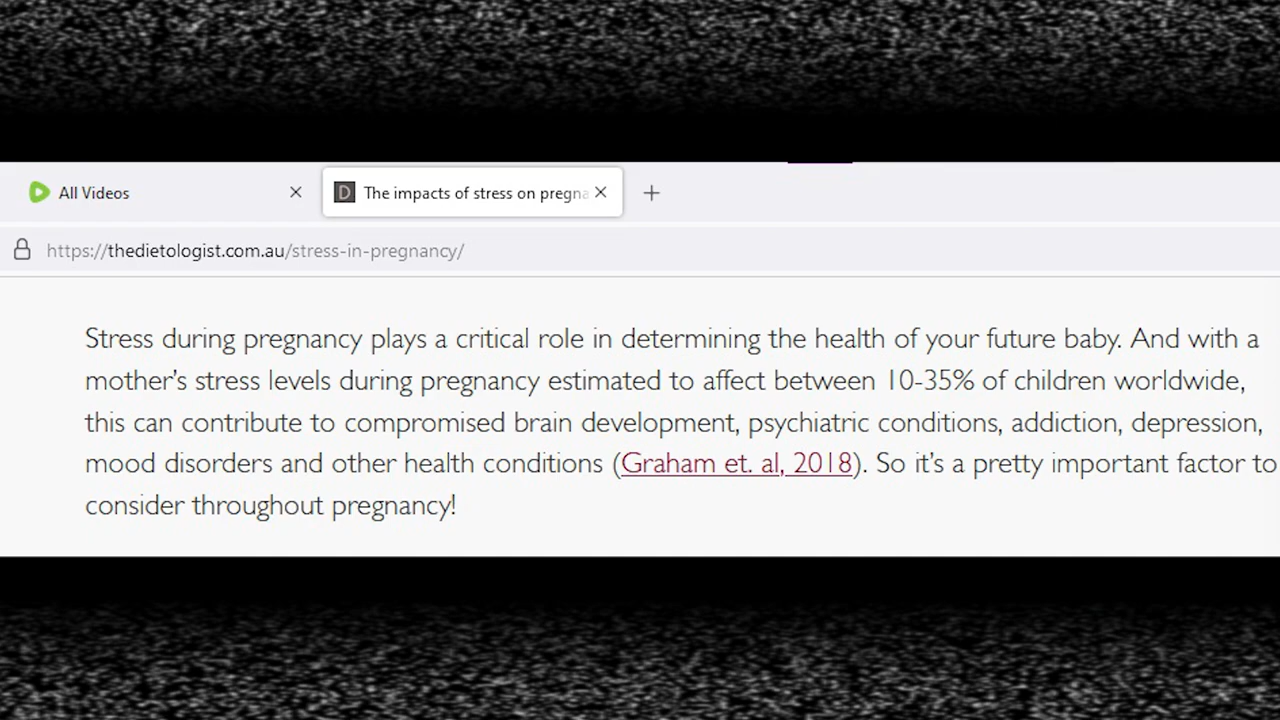 All Videos
The impacts of stress on pregna
https://thedietologist.com.au/stress-in-pregnancy/
Stress during pregnancy plays a critical role in determining the health of your future baby. And with a
mother's stress levels during pregnancy estimated to affect between 10-35% of children worldwide,
this can contribute to compromised brain development, psychiatric conditions, addiction, depression,
mood disorders and other health conditions (Graham et. al, 2018). So it's a pretty important factor to
consider throughout pregnancy!